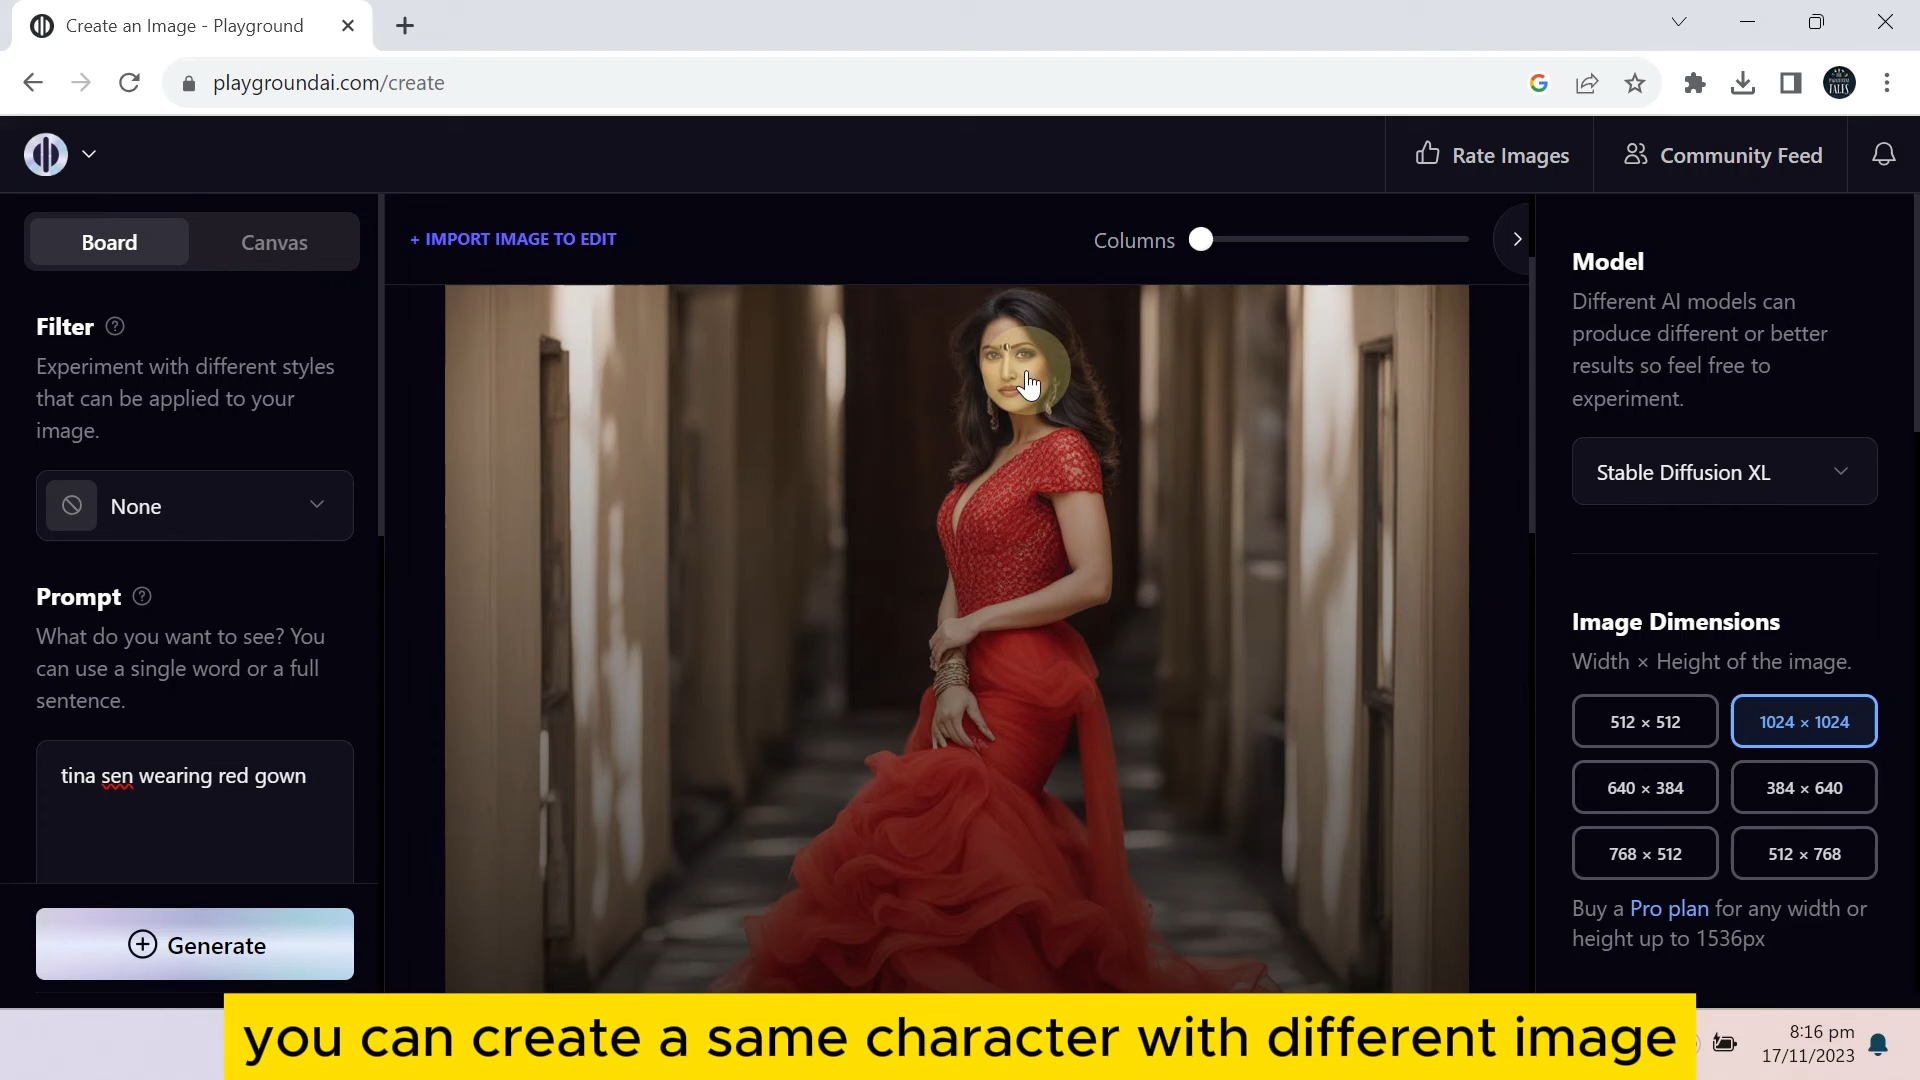 Create an Image - Playground
playgroundai.com/create
Rate Images
Community Feed
Board
Canvas
+ IMPORT IMAGE TO EDIT
Columns
Filter
Experiment with different styles
that can be applied to your
image.
None
Prompt
What do you want to see? You
can use a single word or a full
sentence.
tina sen wearing red gown
Generate
Model
Different AI models can
produce different or better
results so feel free to
experiment.
Stable Diffusion XL
Image Dimensions
Width × Height of the image.
512 × 512
1024 × 1024
640 × 384
384 × 640
768 × 512
512 × 768
Buy a Pro plan for any width or
height up to 1536px
you can create a same character with different image
8:16 pm
17/11/2023